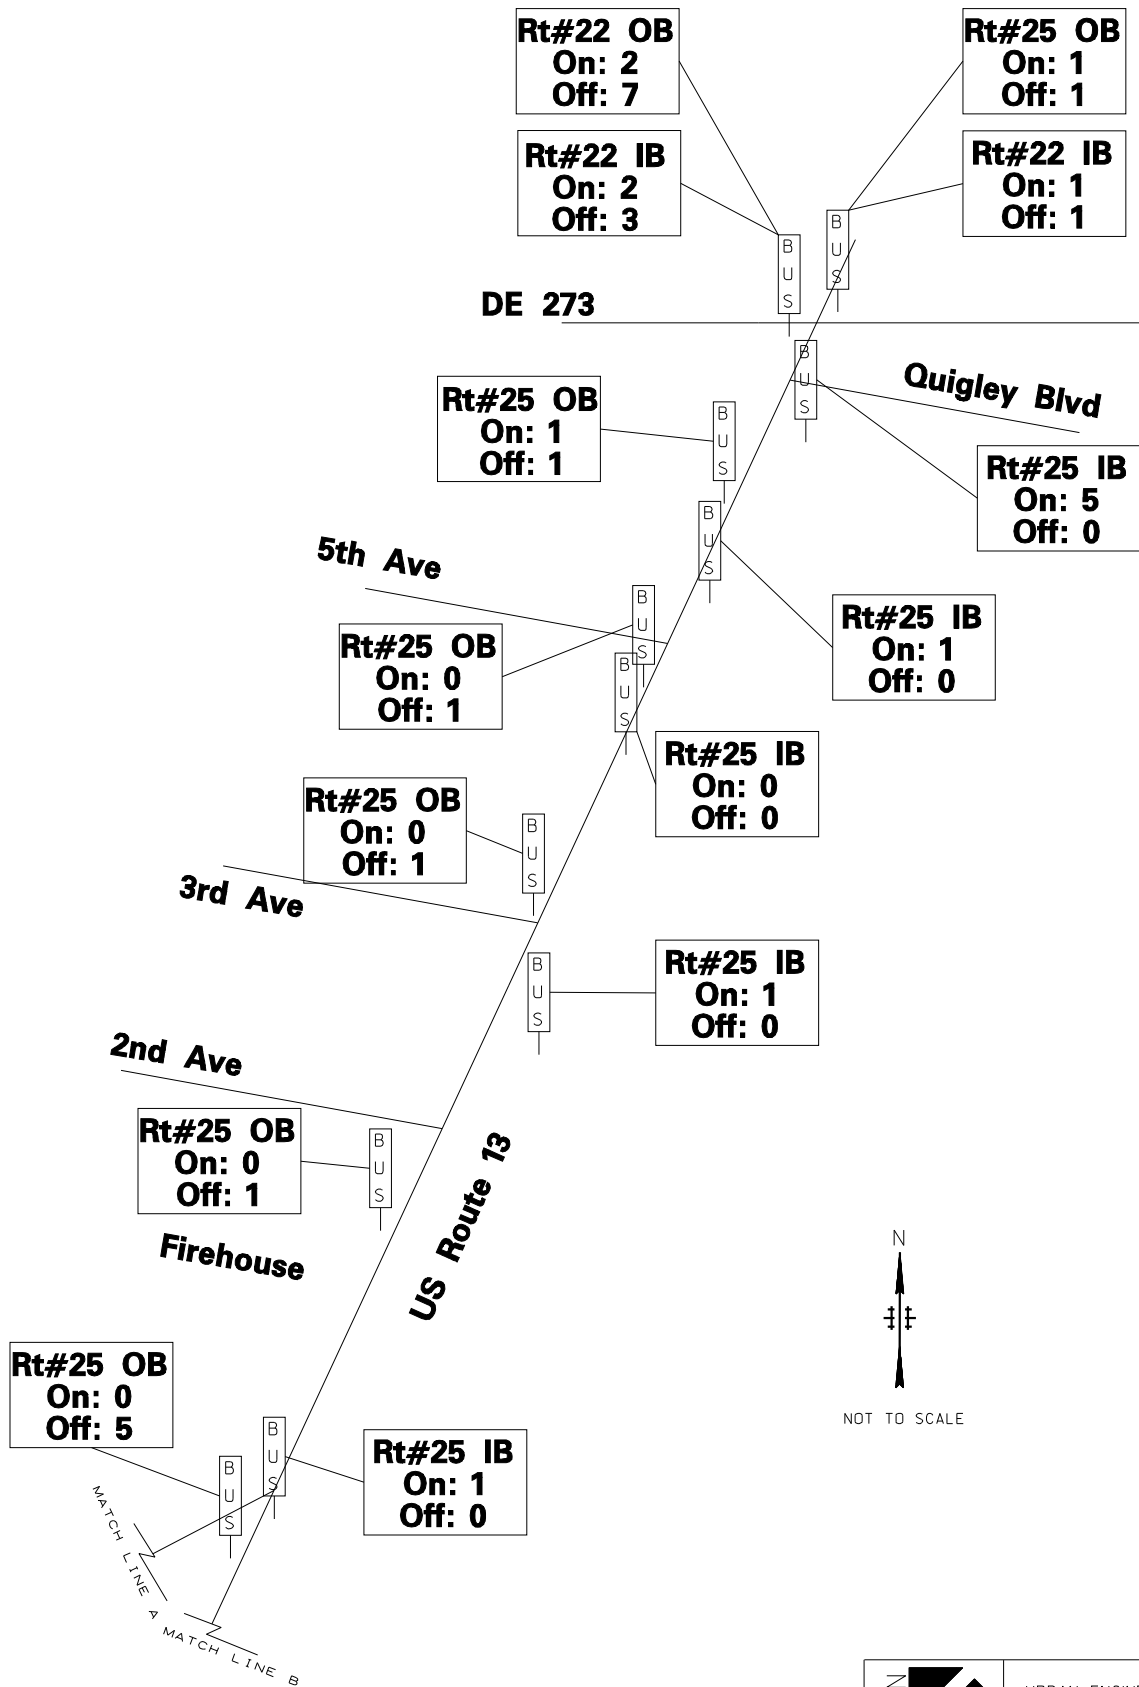 Rt#22 OB
On: 2
Off: 7
Rt#25 OB
On: 1
Off: 1
Rt#22 IB
On: 2
Off: 3
Rt#22 IB
On: 1
Off: 1
BUS
BUS
DE 273
BUS
Quigley Blvd
Rt#25 OB
On: 1
Off: 1
BUS
Rt#25 IB
On: 5
Off: 0
BUS
5th Ave
BUS
Rt#25 IB
On: 1
Off: 0
Rt#25 OB
On: 0
Off: 1
BUS
Rt#25 IB
On: 0
Off: 0
Rt#25 OB
On: 0
Off: 1
BUS
3rd Ave
Rt#25 IB
On: 1
Off: 0
BUS
2nd Ave
Rt#25 OB
On: 0
Off: 1
BUS
US Route 13
Firehouse
N
NOT TO SCALE
Rt#25 OB
On: 0
Off: 5
BUS
BUS
Rt#25 IB
On: 1
Off: 0
MATCH LINE A
MATCH LINE B
URBAN